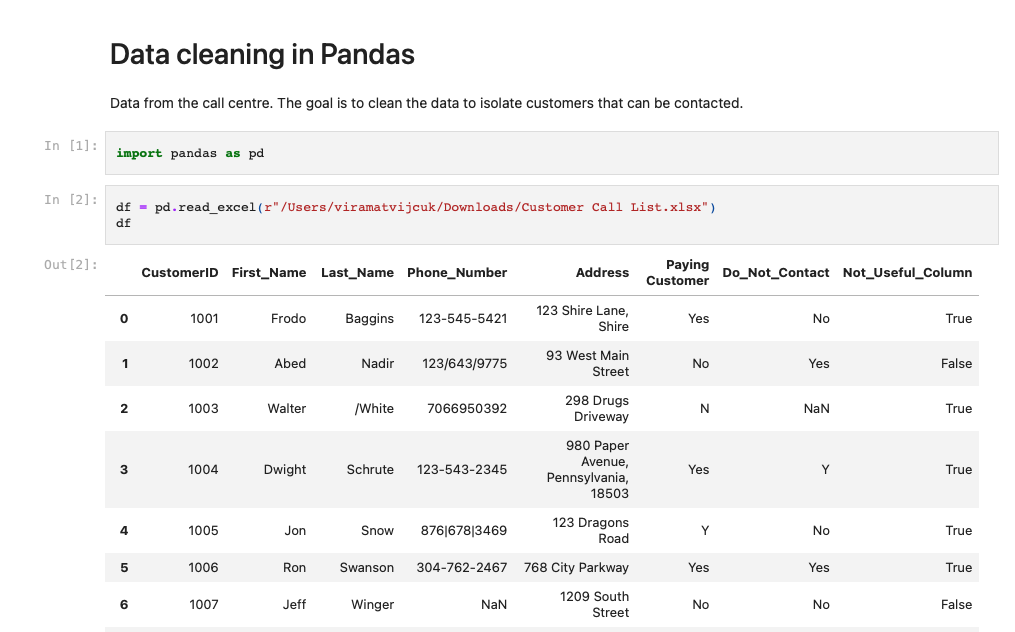 Data cleaning in Pandas
Data from the call centre. The goal is to clean the data to isolate customers that can be contacted.
In [1]:
import pandas as pd
In [2]:
df = pd.read_excel(r"/Users/viramatvijcuk/Downloads/Customer Call List.xlsx")
df
Out[2]:
CustomerID First_Name Last_Name Phone_Number Address Paying Customer Do_Not_Contact Not_Useful_Column
0 1001 Frodo Baggins 123-545-5421 123 Shire Lane, Shire Yes No True
1 1002 Abed Nadir 123/643/9775 93 West Main Street No Yes False
2 1003 Walter /White 7066950392 298 Drugs Driveway N NaN True
3 1004 Dwight Schrute 123-543-2345 980 Paper Avenue, Pennsylvania, 18503 Yes Y True
4 1005 Jon Snow 876|678|3469 123 Dragons Road Y No True
5 1006 Ron Swanson 304-762-2467 768 City Parkway Yes Yes True
6 1007 Jeff Winger NaN 1209 South Street No No False